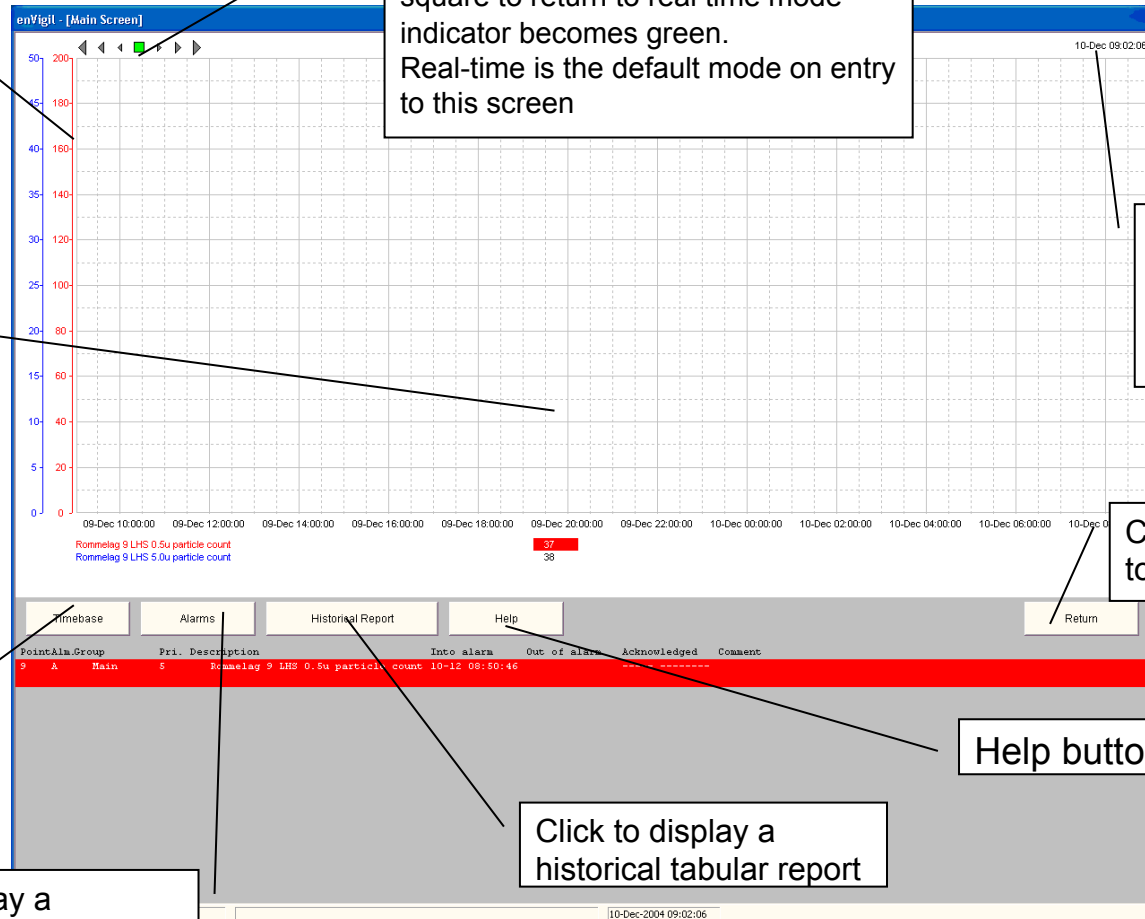 square to return to real time mode
indicator becomes green.
Real-time is the default mode on entry
to this screen
enVigil - [Main Screen]
10-Dec 09:02:06
50 200
45 180
40 160
35 140
30 120
25 100
20 80
15 60
10 40
5 20
0 0
09-Dec 10:00:00 09-Dec 12:00:00 09-Dec 14:00:00 09-Dec 16:00:00 09-Dec 18:00:00 09-Dec 20:00:00 09-Dec 22:00:00 10-Dec 00:00:00 10-Dec 02:00:00 10-Dec 04:00:00 10-Dec 06:00:00 10-Dec 0
Rommelag 9 LHS 0.5u particle count 37
Rommelag 9 LHS 5.0u particle count 38
C
to
Timebase Alarms Historical Report Help Return
Point Alm. Group Pri. Description Into alarm Out of alarm Acknowledged Comment
9 A Main 5 Rommelag 9 LHS 0.5u particle count 10-12 08:50:46 ----- --------
Help butto
Click to display a
historical tabular report
ay a
10-Dec-2004 09:02:06